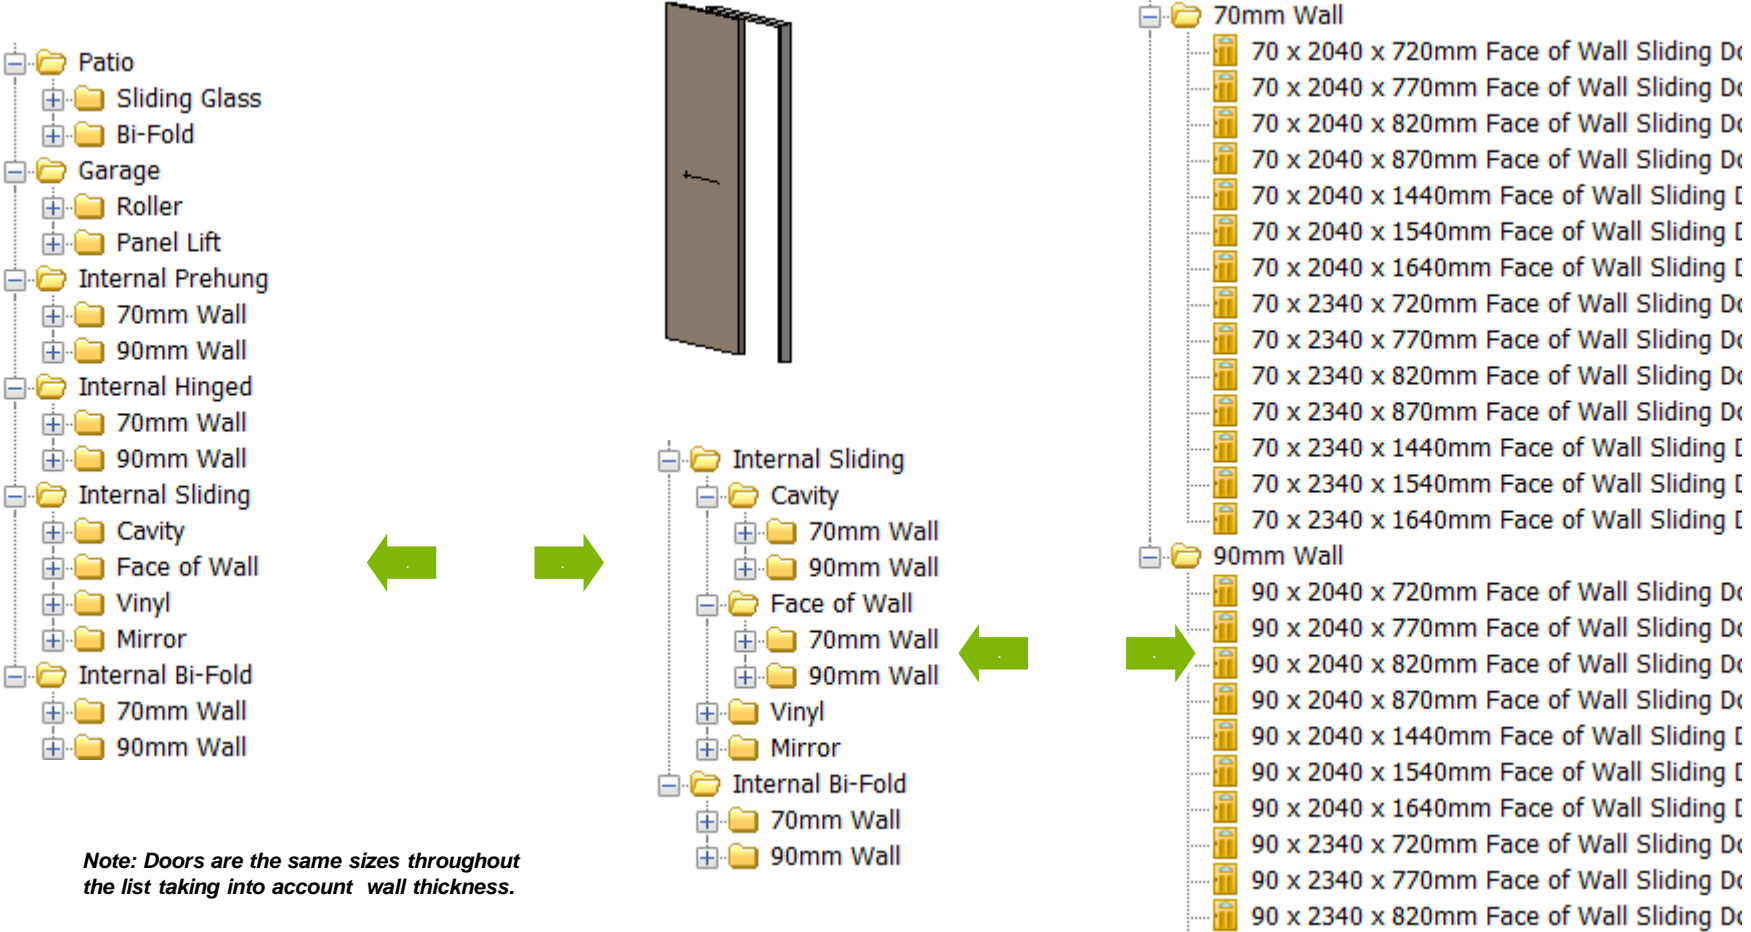 Patio
Sliding Glass
Bi-Fold
Garage
Roller
Panel Lift
Internal Prehung
70mm Wall
90mm Wall
Internal Hinged
70mm Wall
90mm Wall
Internal Sliding
Cavity
Face of Wall
Vinyl
Mirror
Internal Bi-Fold
70mm Wall
90mm Wall
Note: Doors are the same sizes throughout
the list taking into account wall thickness.
Internal Sliding
Cavity
70mm Wall
90mm Wall
Face of Wall
70mm Wall
90mm Wall
Vinyl
Mirror
Internal Bi-Fold
70mm Wall
90mm Wall
70mm Wall
70 x 2040 x 720mm Face of Wall Sliding
70 x 2040 x 770mm Face of Wall Sliding
70 x 2040 x 820mm Face of Wall Sliding
70 x 2040 x 870mm Face of Wall Sliding
70 x 2040 x 1440mm Face of Wall Sliding
70 x 2040 x 1540mm Face of Wall Sliding
70 x 2040 x 1640mm Face of Wall Sliding
70 x 2340 x 720mm Face of Wall Sliding
70 x 2340 x 770mm Face of Wall Sliding
70 x 2340 x 820mm Face of Wall Sliding
70 x 2340 x 870mm Face of Wall Sliding
70 x 2340 x 1440mm Face of Wall Sliding
70 x 2340 x 1540mm Face of Wall Sliding
70 x 2340 x 1640mm Face of Wall Sliding
90mm Wall
90 x 2040 x 720mm Face of Wall Sliding
90 x 2040 x 770mm Face of Wall Sliding
90 x 2040 x 820mm Face of Wall Sliding
90 x 2040 x 870mm Face of Wall Sliding
90 x 2040 x 1440mm Face of Wall Sliding
90 x 2040 x 1540mm Face of Wall Sliding
90 x 2040 x 1640mm Face of Wall Sliding
90 x 2340 x 720mm Face of Wall Sliding
90 x 2340 x 770mm Face of Wall Sliding
90 x 2340 x 820mm Face of Wall Sliding